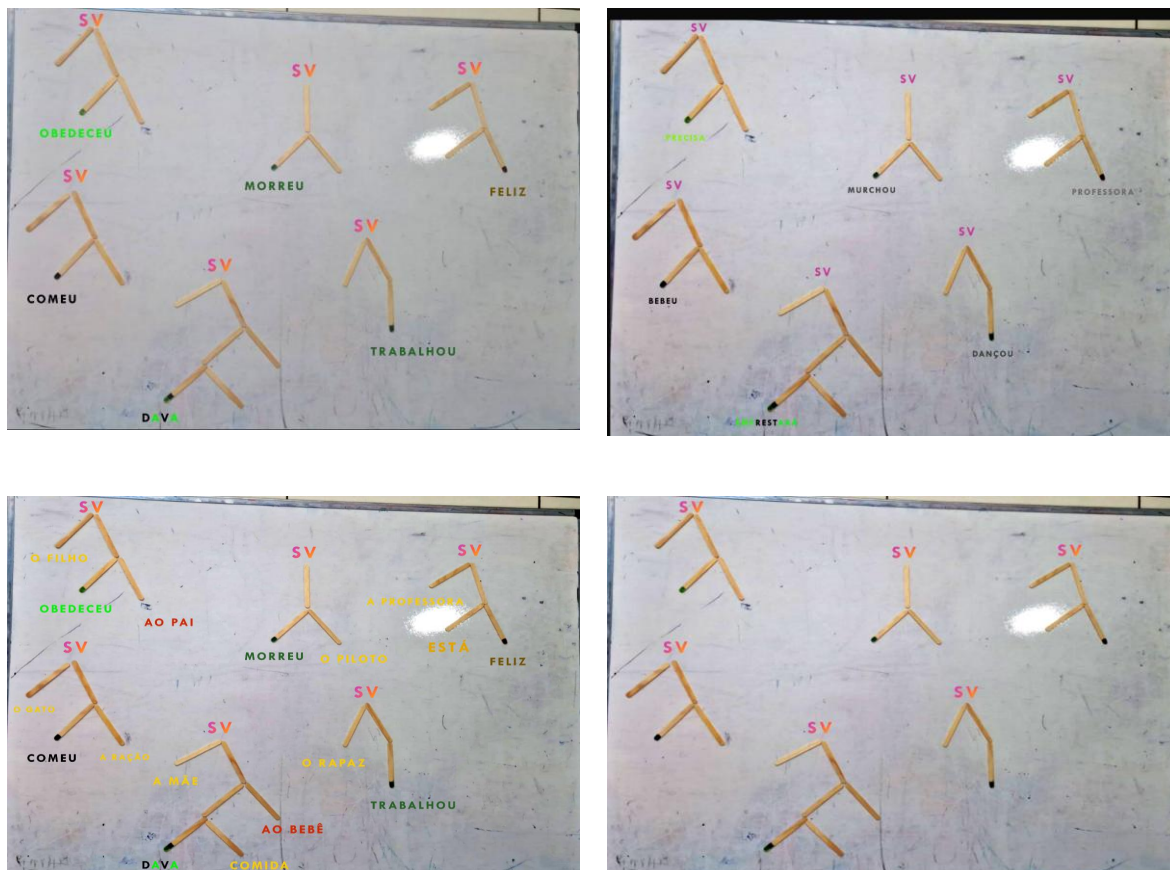 SV
SV
SV
OBEDECEU
SV
MORREU
FELIZ
SV
SV
COMEU
TRABALHOU
DAVA
SV
SV
SV
PRECISA
SV
MURCHOU
PROFESSORA
SV
SV
BEBEU
DANÇOU
SV
SV
SV
O FILHO
A PROFESSORA
OBEDECEU
AO PAI
SV
MORREU
O PILOTO
ESTÁ
FELIZ
SV
SV
COMEU
O RAPAZ
A MÃE
TRABALHOU
AO BEBÊ
DAVA
COMIDA
SV
SV
SV
SV
SV
SV